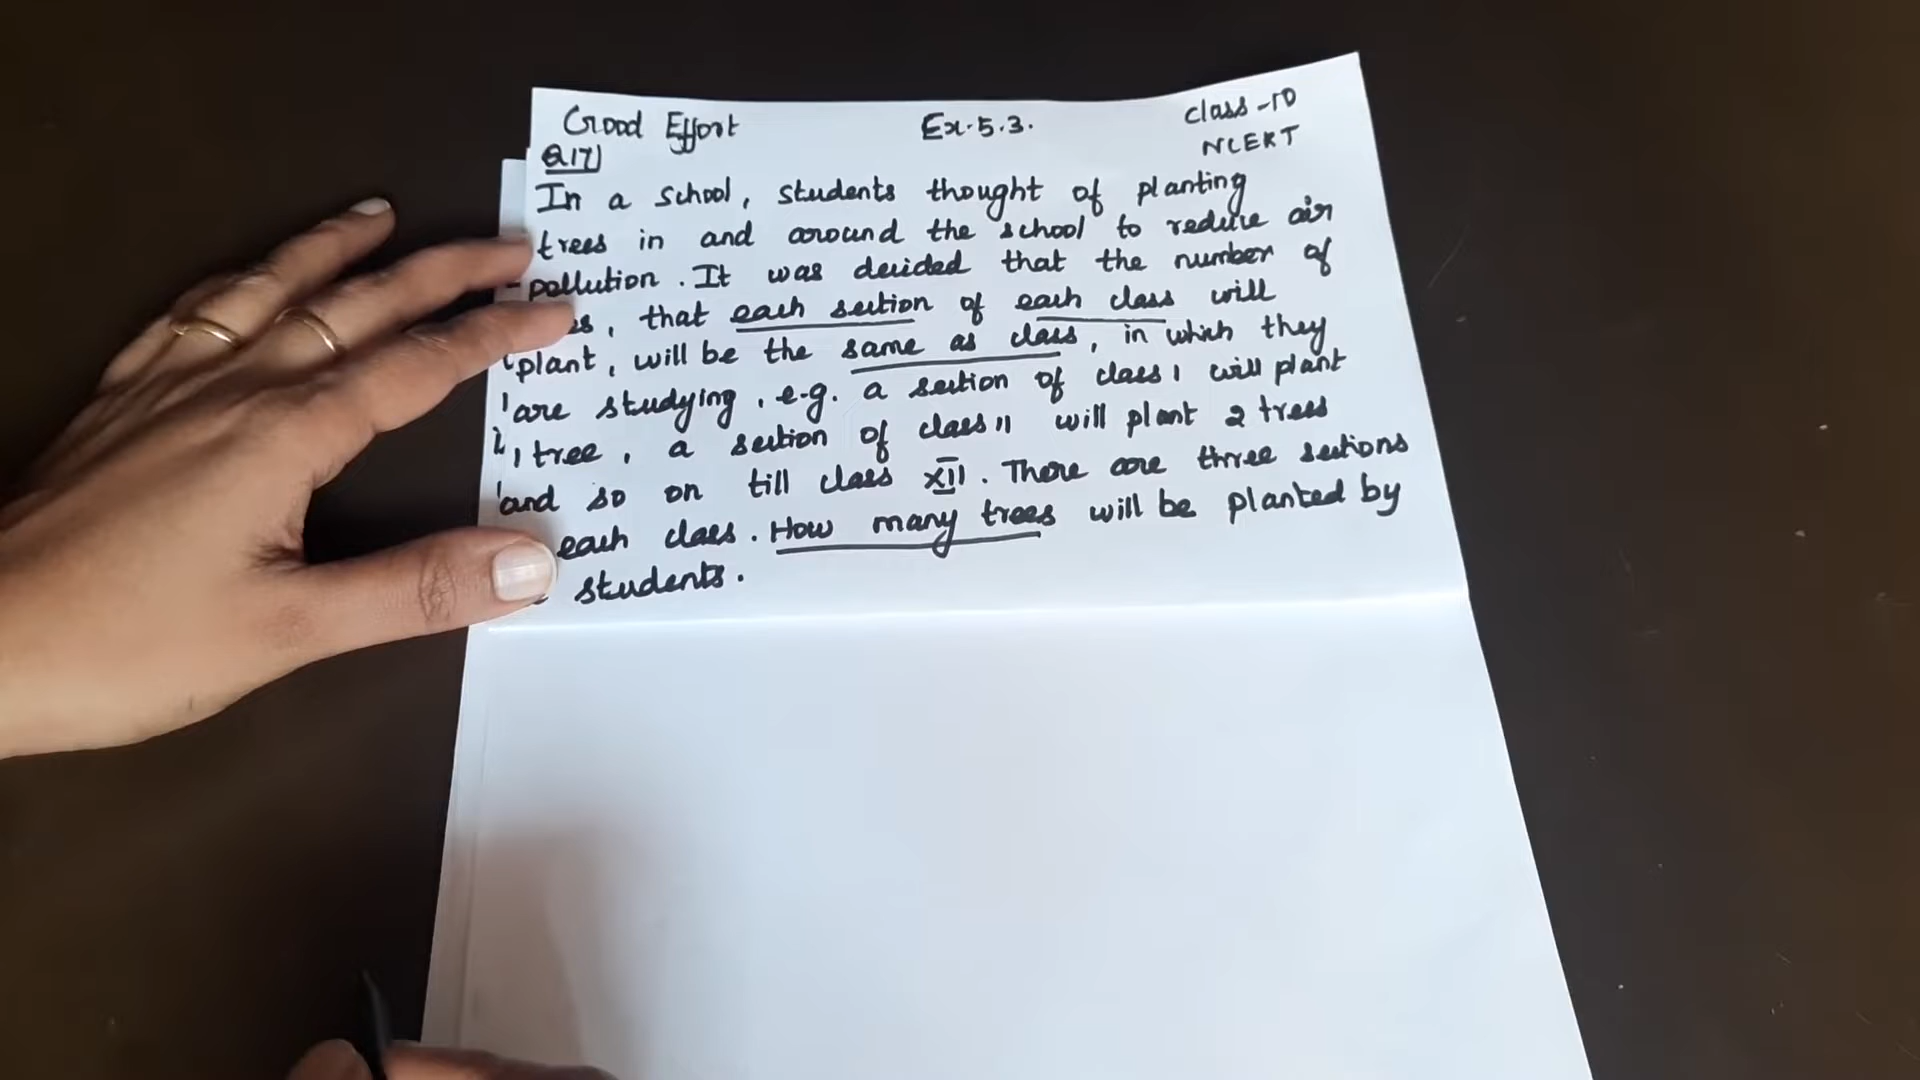 Good Effort Ex. 5.3. Class-10
NCERT
Q17)
In a school, students thought of planting
trees in and around the school to reduce air
pollution. It was decided that the number of
, that each section of each class will
plant, will be the same as class, in which they
are studying, e.g. a section of class I will plant
1 tree, a section of class II will plant 2 trees
and so on till class XII. There are three sections
each class. How many trees will be planted by
students.